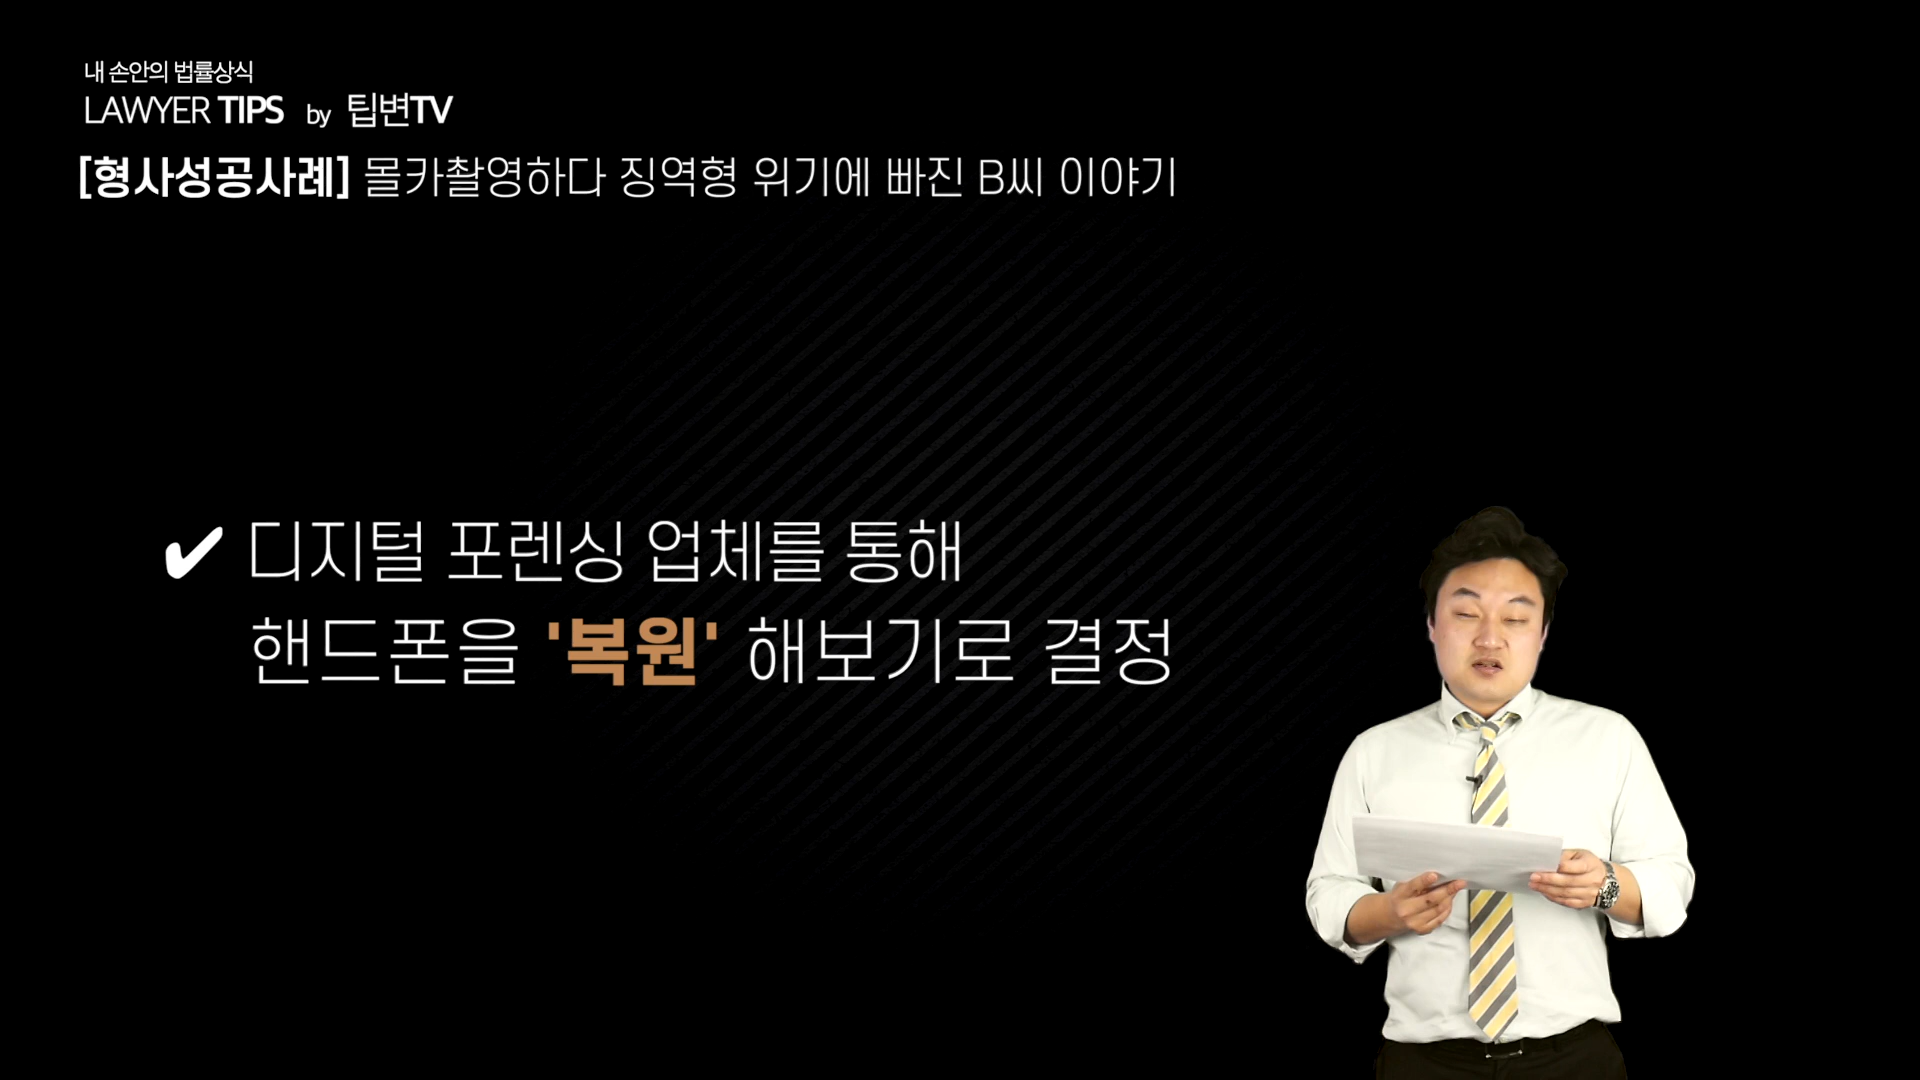 내 손안의 법률상식
LAWYER TIPS by 팁변TV
[형사성공사례] 몰카촬영하다 징역형 위기에 빠진 B씨 이야기
✔ 디지털 포렌싱 업체를 통해
핸드폰을 '복원' 해보기로 결정